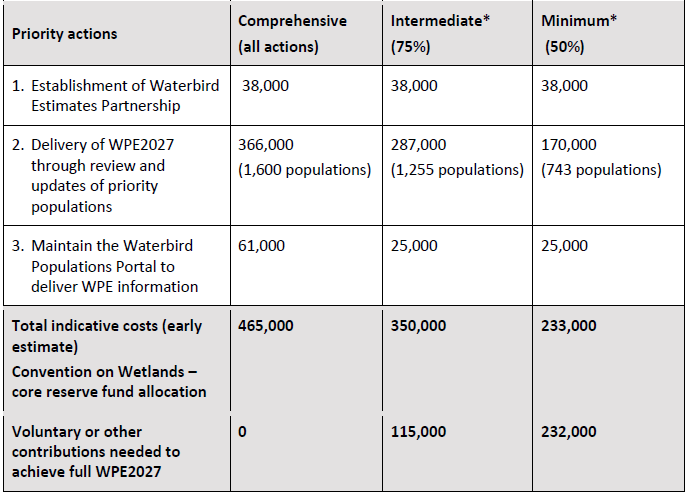 Priority actions
Comprehensive
(all actions)
Intermediate*
(75%)
Minimum*
(50%)
1. Establishment of Waterbird
Estimates Partnership
38,000
38,000
38,000
2. Delivery of WPE2027
through review and
updates of priority
populations
366,000
(1,600 populations)
287,000
(1,255 populations)
170,000
(743 populations)
3. Maintain the Waterbird
Populations Portal to
deliver WPE information
61,000
25,000
25,000
Total indicative costs (early
estimate)
Convention on Wetlands –
core reserve fund allocation
465,000
350,000
233,000
Voluntary or other
contributions needed to
achieve full WPE2027
0
115,000
232,000